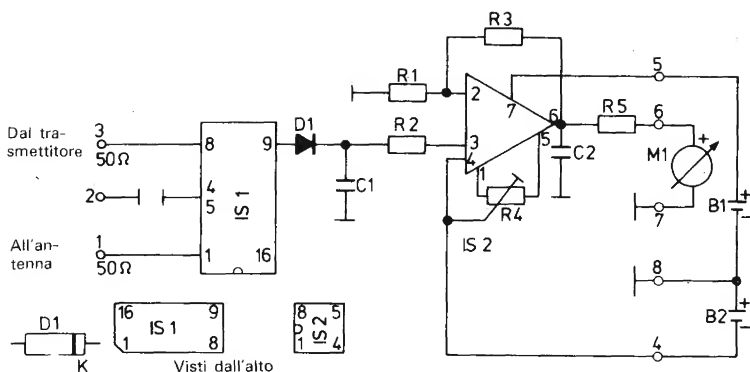 R3
R1
2
7
6
5
5
6
R5
D1
R2
3
4
1
R4
C2
M1
+
7
B1
+
−
Dal tra-
smettitore
3
50Ω
8
9
IS 1
C1
2
4
5
All'an-
tenna
1
50Ω
1
16
IS 2
8
B2
+
−
4
D1
K
16
9
IS 1
1
8
8
5
IS 2
1
4
Visti dall'alto